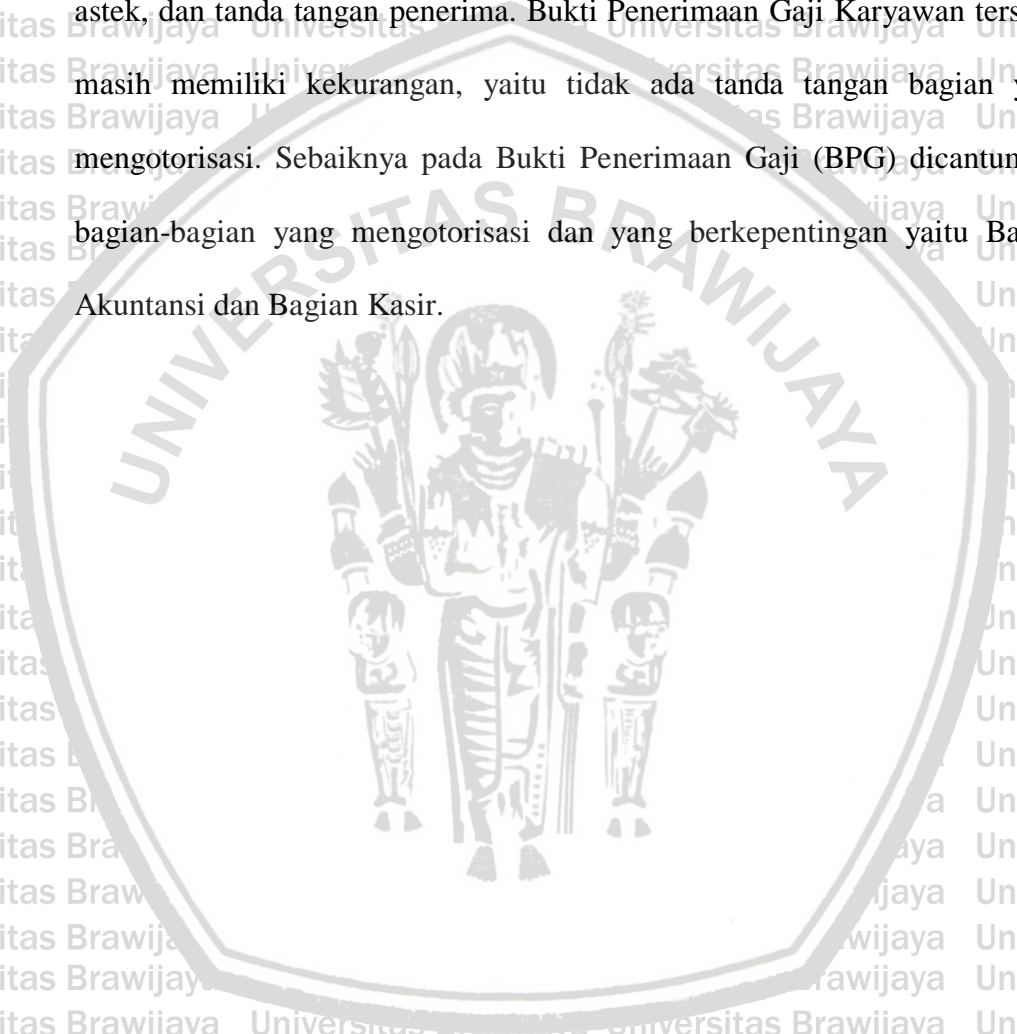 astek, dan tanda tangan penerima. Bukti Penerimaan Gaji Karyawan ters
masih memiliki kekurangan, yaitu tidak ada tanda tangan bagian y
mengotorisasi. Sebaiknya pada Bukti Penerimaan Gaji (BPG) dicantum
bagian-bagian yang mengotorisasi dan yang berkepentingan yaitu Ba
Akuntansi dan Bagian Kasir.
UNIVERSITAS BRAWIJAYA